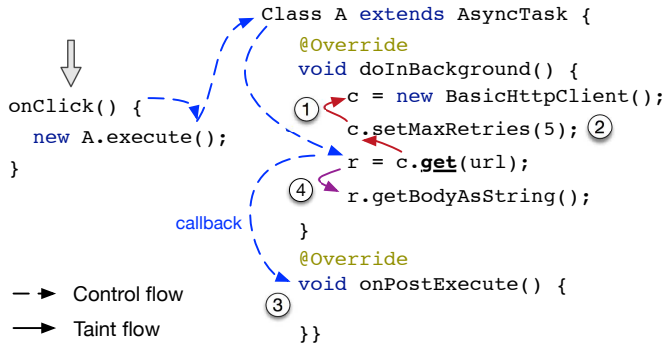 Class A extends AsyncTask {
@Override
void doInBackground() {
onClick() {
① c = new BasicHttpClient();
new A.execute();
c.setMaxRetries(5); ②
}
r = c.get(url);
④ r.getBodyAsString();
callback
}
@Override
void onPostExecute() {
Control flow
③
Taint flow
}}